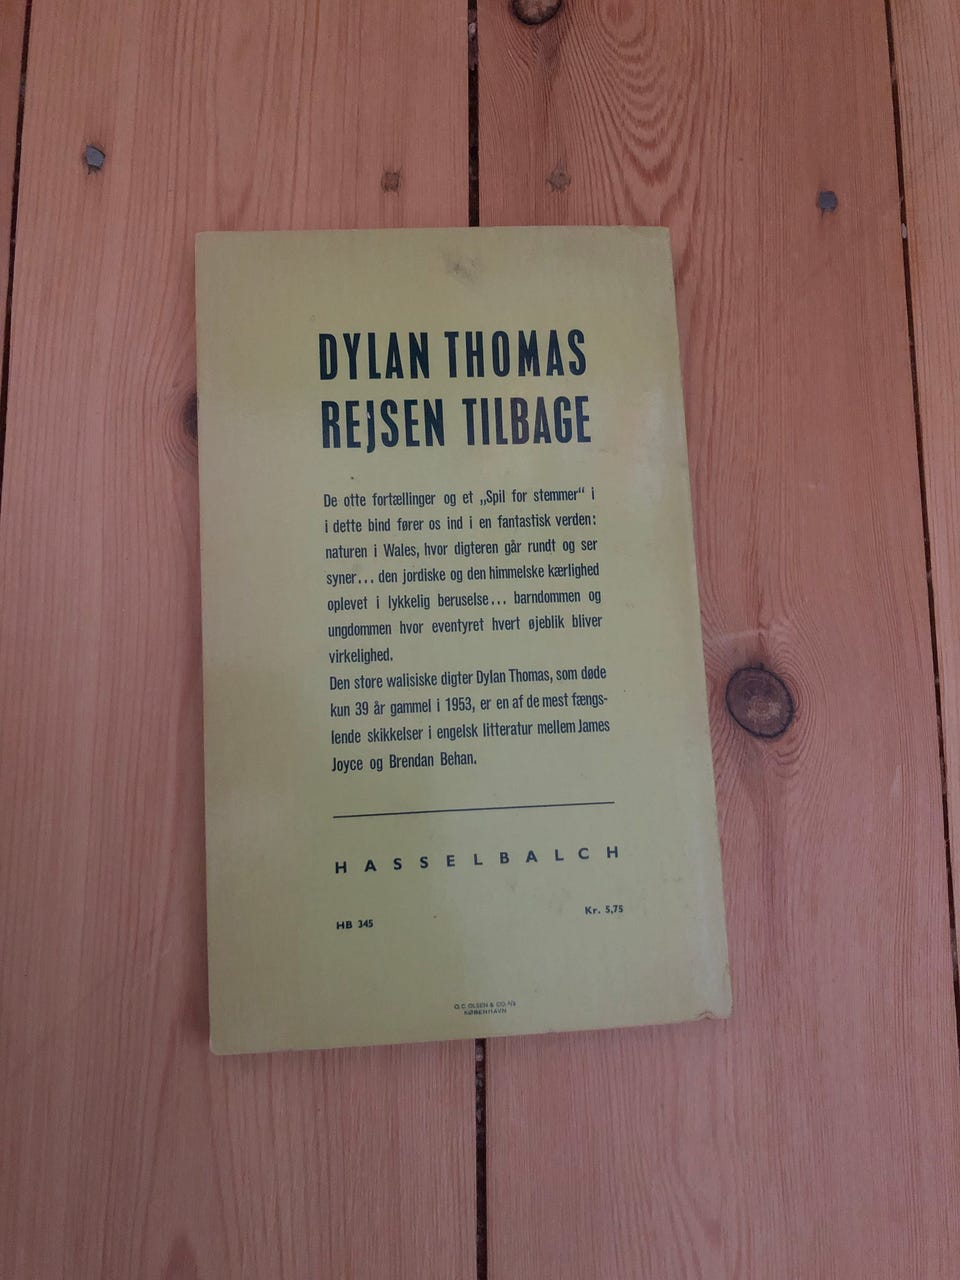 DYLAN THOMAS
REJSEN TILBAGE
De otte fortællinger og et „Spil for stemmer“ i
i dette bind fører os ind i en fantastisk verden:
naturen i Wales, hvor digteren går rundt og ser
syner... den jordiske og den himmelske kærlighed
oplevet i lykkelig beruselse... barndommen og
ungdommen hvor eventyret hvert øjeblik bliver
virkelighed.
Den store walisiske digter Dylan Thomas, som døde
kun 39 år gammel i 1953, er en af de mest fængs-
lende skikkelser i engelsk litteratur mellem James
Joyce og Brendan Behan.
HASSELBALCH
HB 345
Kr. 5,75
O.C. OLSEN & CO. A/s
KØBENHAVN